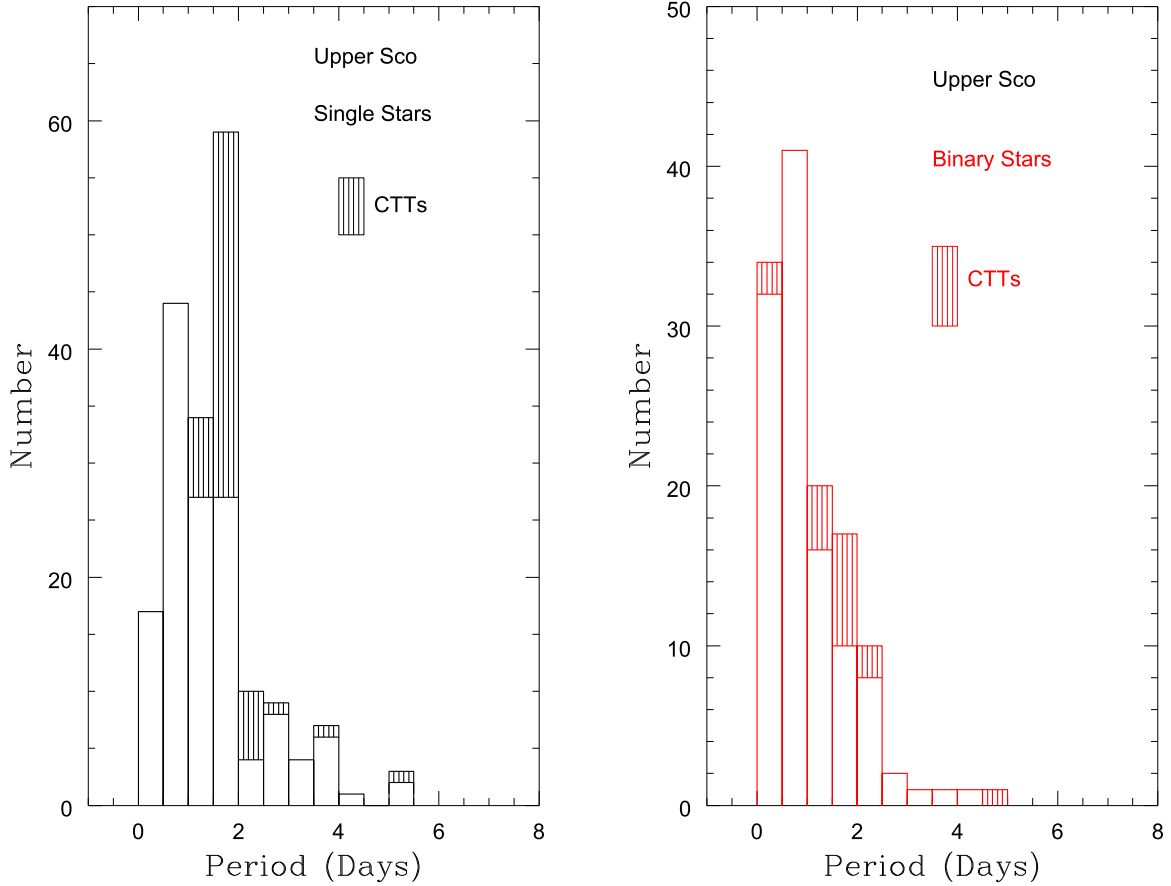 Upper Sco
Single Stars
CTTs
60
40
20
0
Number
0 2 4 6 8
Period (Days)
50
40
30
20
10
0
Upper Sco
Binary Stars
CTTs
Number
0 2 4 6 8
Period (Days)